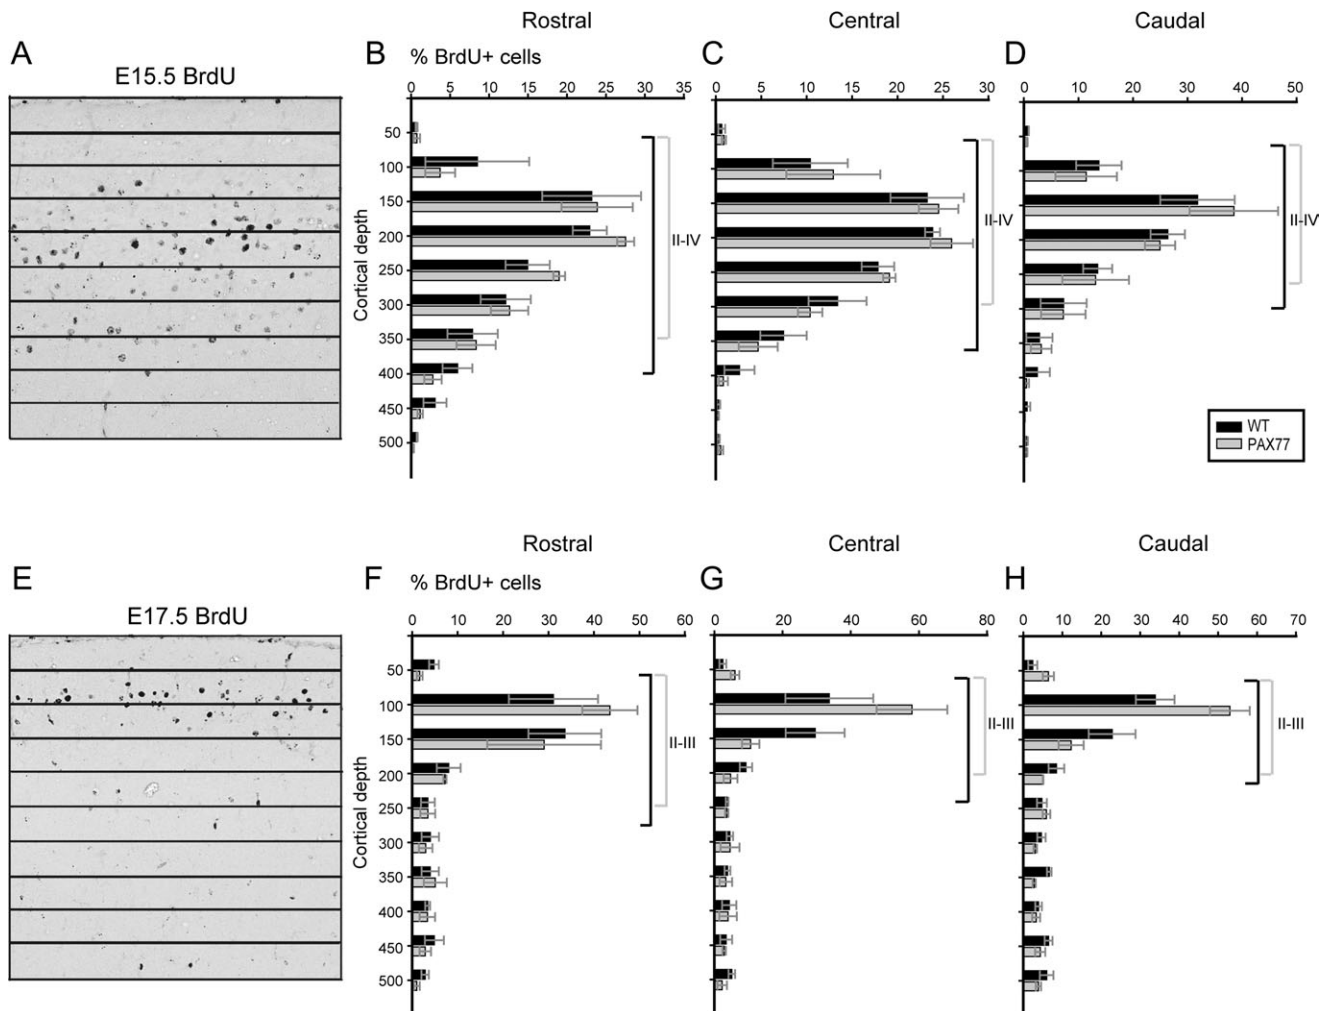 Rostral
Central
Caudal
A
E15.5 BrdU
B
% BrdU+ cells
0 5 10 15 20 25 30 35
Cortical depth
50
100
150
200
250
300
350
400
450
500
II-IV
C
0 5 10 15 20 25 30
II-IV
D
0 10 20 30 40 50
II-IV
WT
PAX77
Rostral
Central
Caudal
E
E17.5 BrdU
F
% BrdU+ cells
0 10 20 30 40 50 60
Cortical depth
50
100
150
200
250
300
350
400
450
500
II-III
G
0 20 40 60 80
II-III
H
0 10 20 30 40 50 60 70
II-III